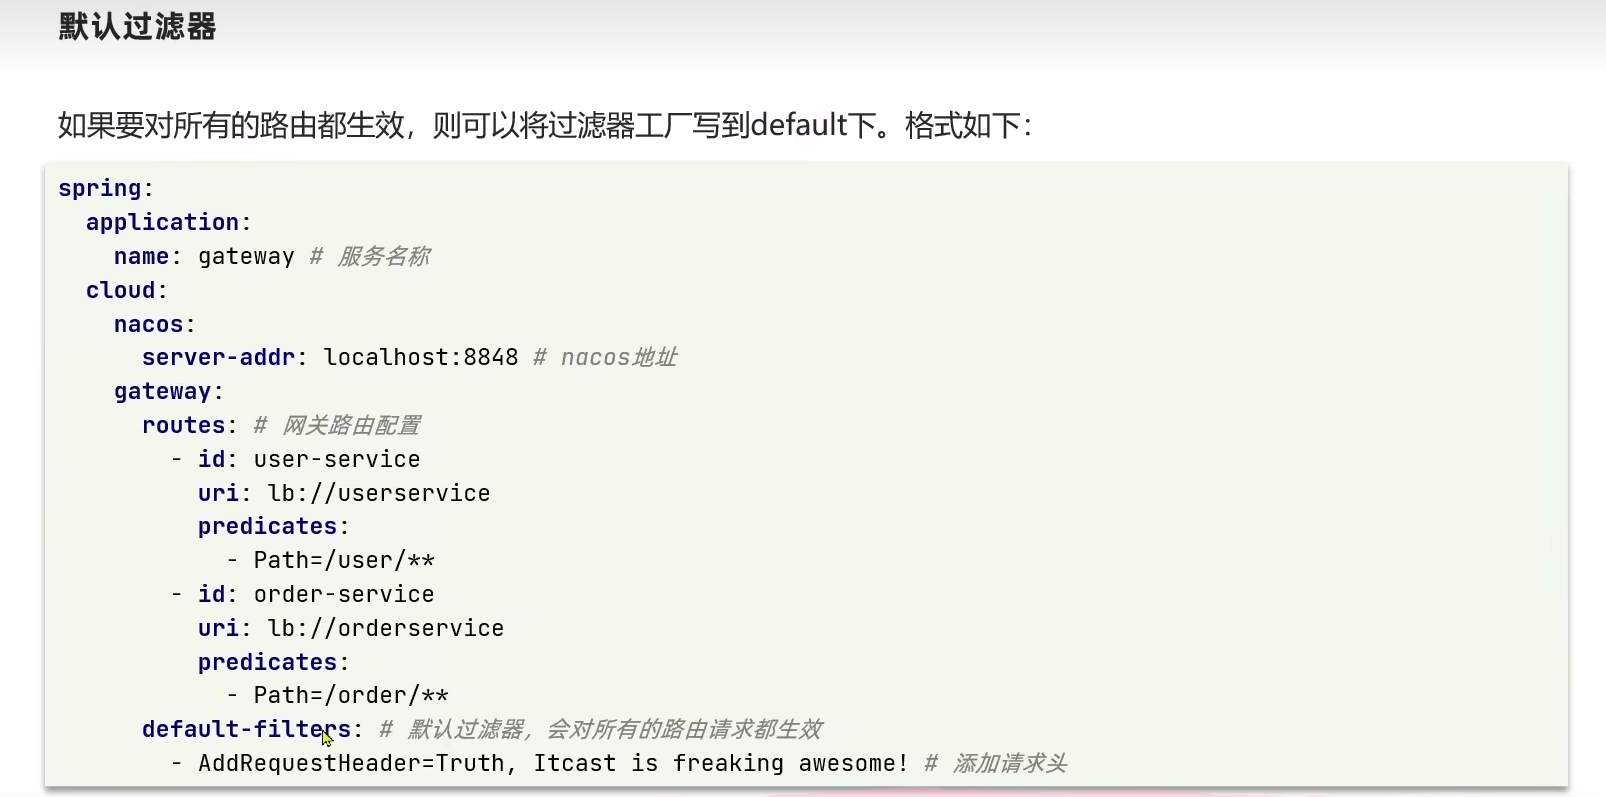 默认过滤器
如果要对所有的路由都生效，则可以将过滤器工厂写到default下。格式如下：
spring:
  application:
    name: gateway # 服务名称
  cloud:
    nacos:
      server-addr: localhost:8848 # nacos地址
    gateway:
      routes: # 网关路由配置
        - id: user-service
          uri: lb://userservice
          predicates:
            - Path=/user/**
        - id: order-service
          uri: lb://orderservice
          predicates:
            - Path=/order/**
      default-filters: # 默认过滤器，会对所有的路由请求都生效
        - AddRequestHeader=Truth, Itcast is freaking awesome! # 添加请求头